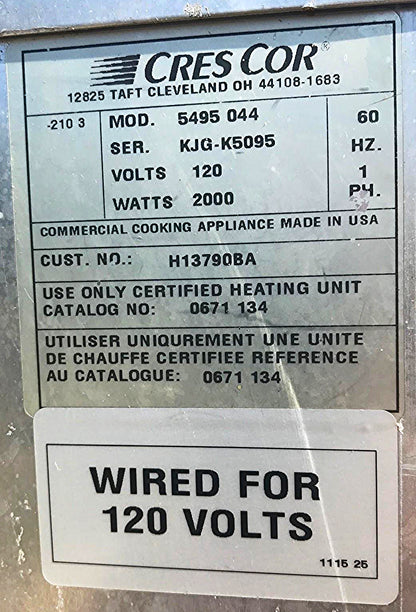 CRES COR®
12825 TAFT CLEVELAND OH 44108-1683
-210 3 MOD. 5495 044 60
SER. KJG-K5095 HZ.
VOLTS 120 1
WATTS 2000 PH.
COMMERCIAL COOKING APPLIANCE MADE IN USA
CUST. NO.: H13790BA
USE ONLY CERTIFIED HEATING UNIT
CATALOG NO: 0671 134
UTILISER UNIQUREMENT UNE UNITE
DE CHAUFFE CERTIFIEE REFERENCE
AU CATALOGUE: 0671 134
WIRED FOR
120 VOLTS
1115 25